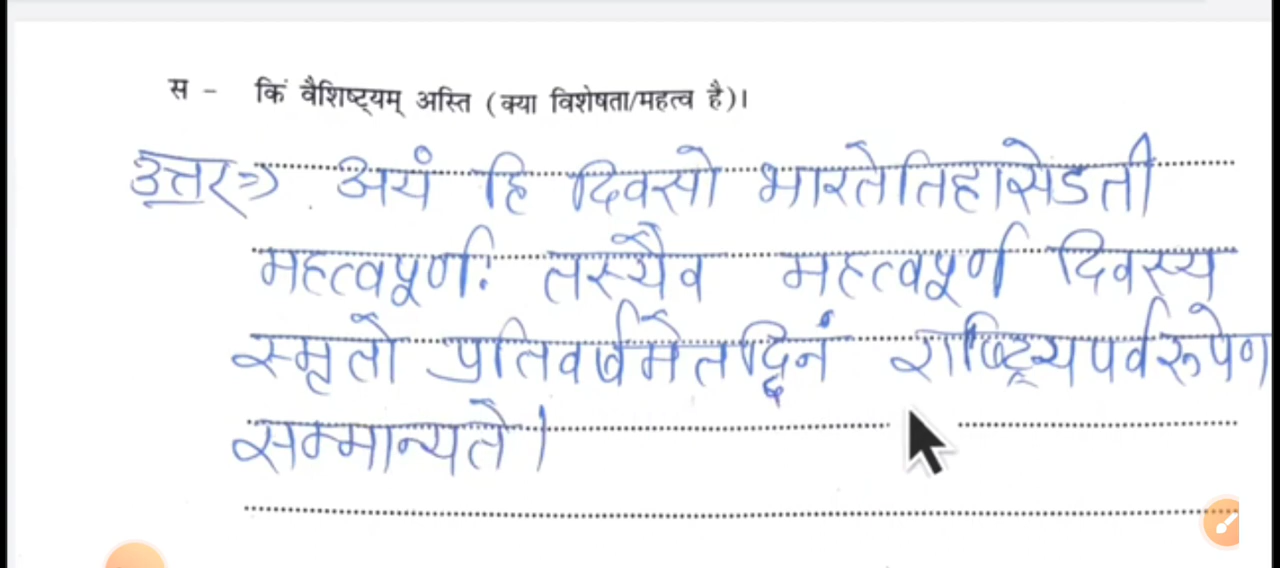 स - किं वैशिष्ट्यम् अस्ति (क्या विशेषता/महत्व है)।
उत्तर⇒ अयं हि दिवसो भारतेतिहासेडती
महत्वपूर्ण: तस्यैव महत्वपूर्ण दिवस्य
स्मृतो प्रतिवर्षमेतद्दिनं राष्ट्रियपर्वरूपेण
सम्मान्यते।